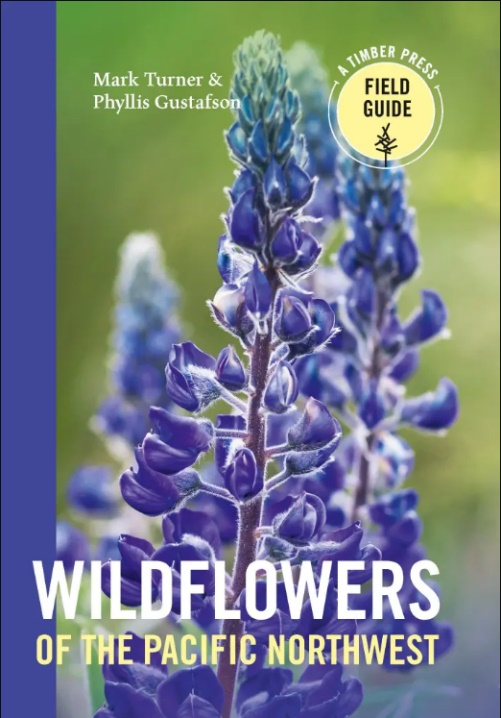 Mark Turner &
Phyllis Gustafson
A TIMBER PRESS
FIELD
GUIDE
WILDFLOWERS
OF THE PACIFIC NORTHWEST